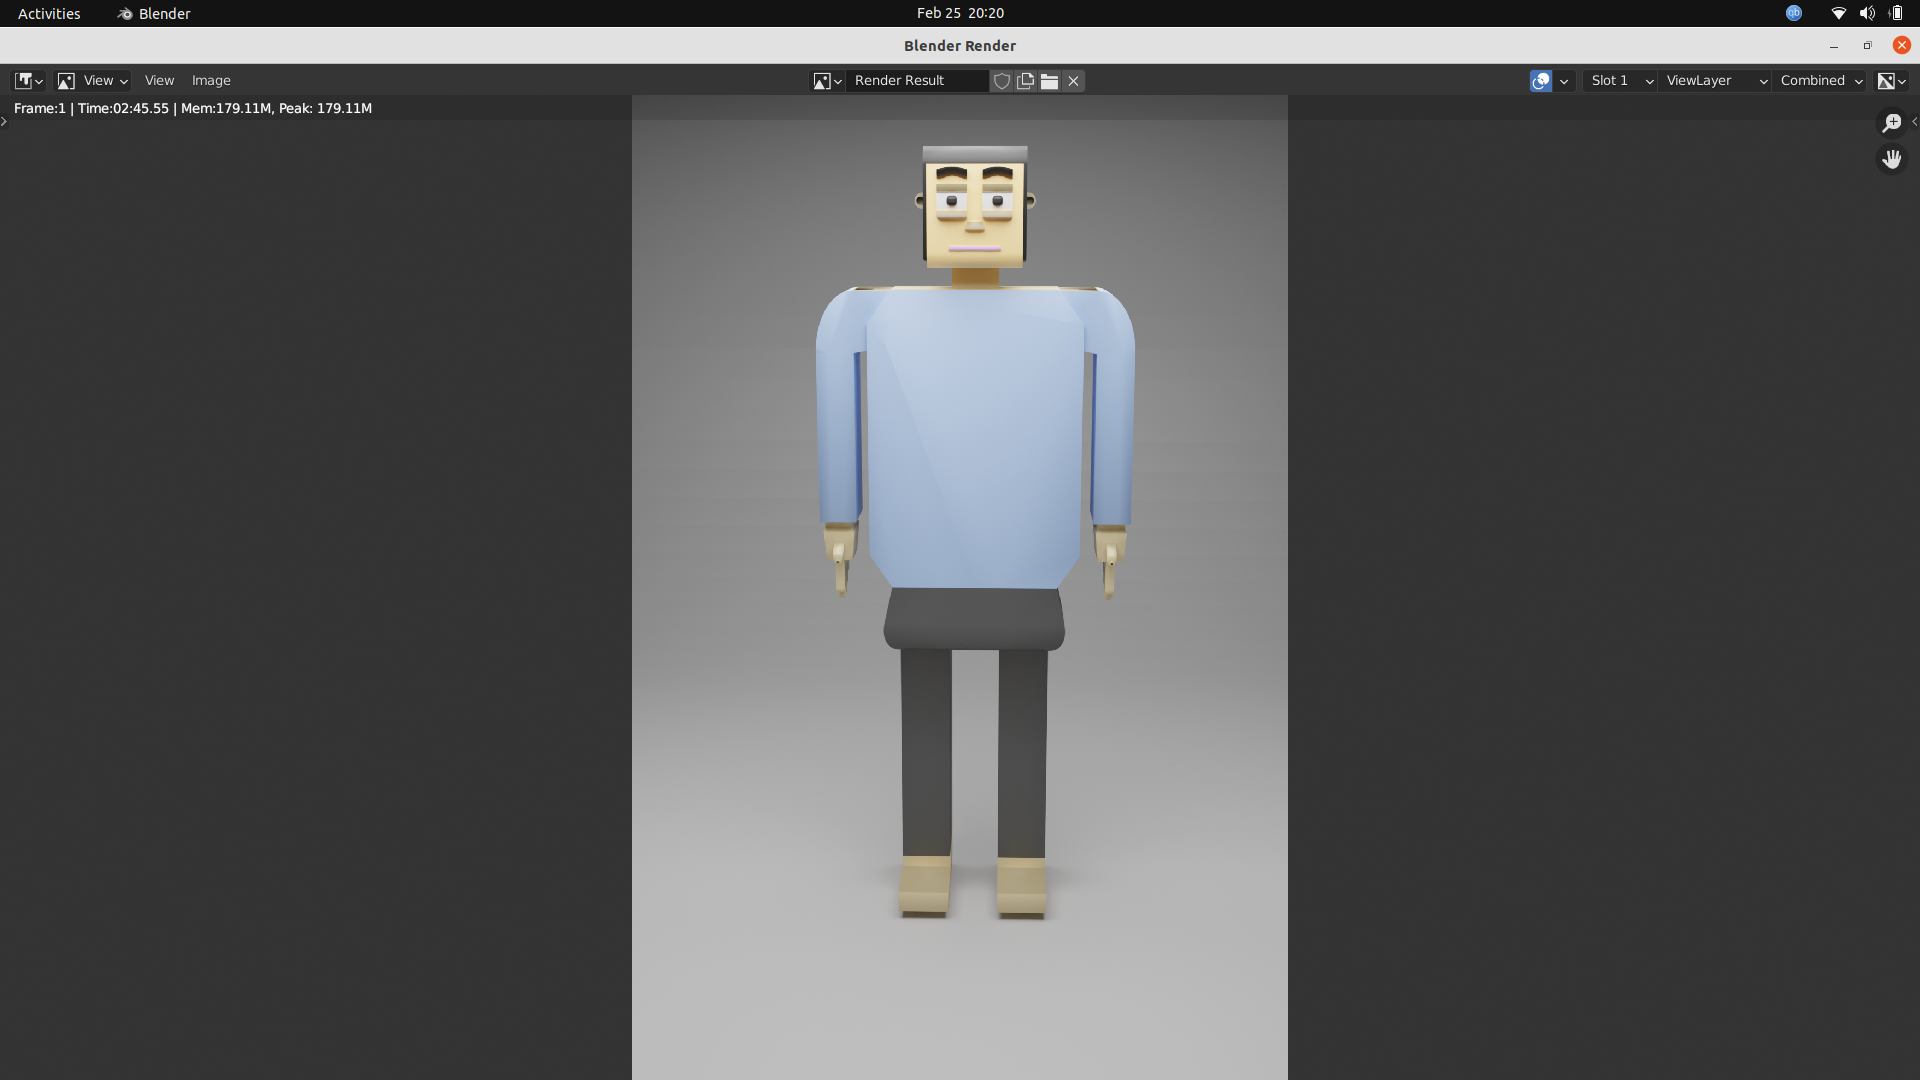 Activities Blender Feb 25 20:20
Blender Render
View View Image Render Result Slot 1 ViewLayer Combined
Frame:1 | Time:02:45.55 | Mem:179.11M, Peak: 179.11M